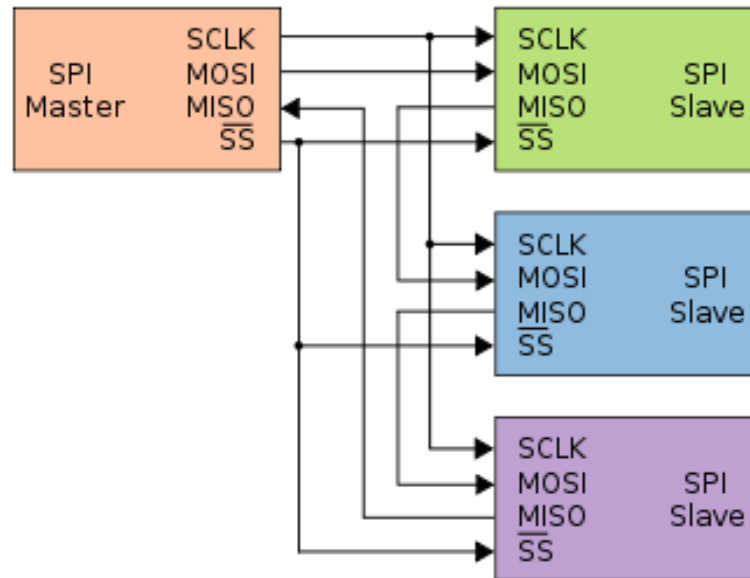 SCLK
SPI MOSI
Master MISO
SS
SCLK
MOSI SPI
MISO Slave
SS
SCLK
MOSI SPI
MISO Slave
SS
SCLK
MOSI SPI
MISO Slave
SS